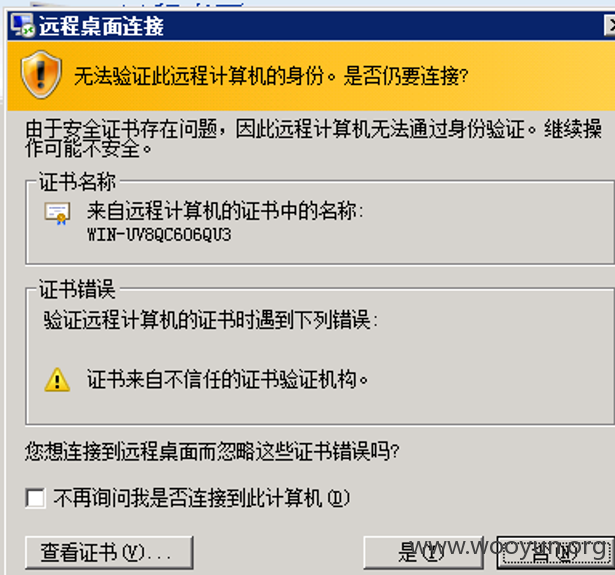 远程桌面连接
无法验证此远程计算机的身份。是否仍要连接?
由于安全证书存在问题，因此远程计算机无法通过身份验证。继续操
作可能不安全。
证书名称
来自远程计算机的证书中的名称:
WIN-UV8QC6O6QU3
证书错误
验证远程计算机的证书时遇到下列错误:
证书来自不信任的证书验证机构。
您想连接到远程桌面而忽略这些证书错误吗?
不再询问我是否连接到此计算机(D)
查看证书(V)...
是(Y)
否(N)
www.wooyun.org